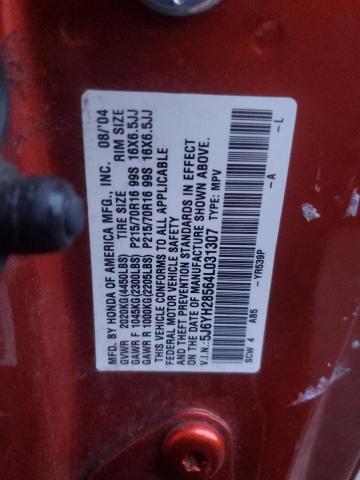 MFD. BY HONDA OF AMERICA MFG., INC. 08/'04
TIRE SIZE RIM SIZE
GVWR 2020KG(4450LBS)
GAWR F 1045KG(2300LBS) P215/70R16 99S 16X6.5JJ
GAWR R 1000KG(2205LBS) P215/70R16 99S 16X6.5JJ
THIS VEHICLE CONFORMS TO ALL APPLICABLE
FEDERAL MOTOR VEHICLE SAFETY
AND THEFT PREVENTION STANDARDS IN EFFECT
ON THE DATE OF MANUFACTURE SHOWN ABOVE.
V.I.N.: 5J6YH28564L031307 TYPE: MPV
SCW 4 A85 -YR539P -A -L